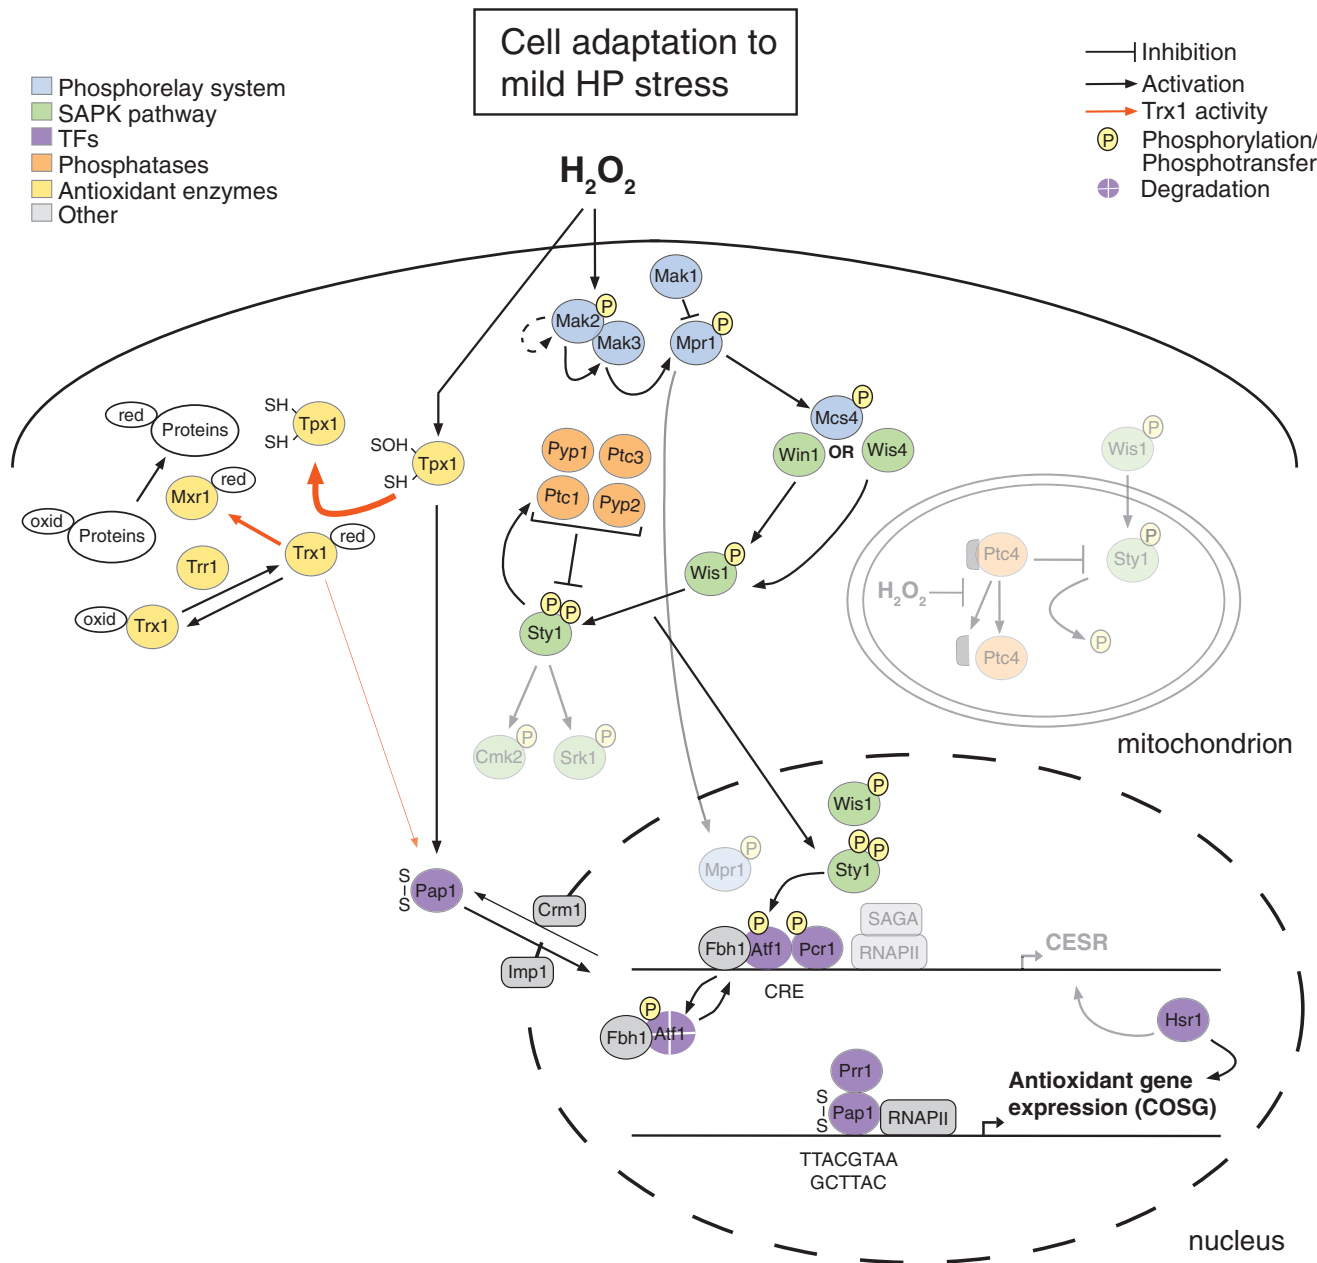 Cell adaptation to
mild HP stress
Phosphorelay system
SAPK pathway
TFs
Phosphatases
Antioxidant enzymes
Other
Inhibition
Activation
Trx1 activity
P
Phosphorylation/
Phosphotransfer
Degradation
H2O2
Mak1
P
Mak2
Mak3
P
Mpr1
P
Mcs4
Win1
OR
Wis4
red
Proteins
oxid
Proteins
SH
SH
Tpx1
SOH
SH
Tpx1
Mxr1
red
Trx1
red
Trr1
oxid
Trx1
Pyp1
Ptc3
Ptc1
Pyp2
P
Wis1
P
P
Sty1
P
Cmk2
P
Srk1
P
Wis1
P
Sty1
Ptc4
H2O2
P
Ptc4
mitochondrion
P
Wis1
P
P
Sty1
P
Mpr1
S
S
Pap1
Crm1
Imp1
P
P
Fbh1
Atf1
Pcr1
SAGA
RNAPII
CESR
CRE
P
Fbh1
Atf1
Hsr1
Prr1
S
S
Pap1
RNAPII
Antioxidant gene
expression (COSG)
TTACGTAA
GCTTAC
nucleus